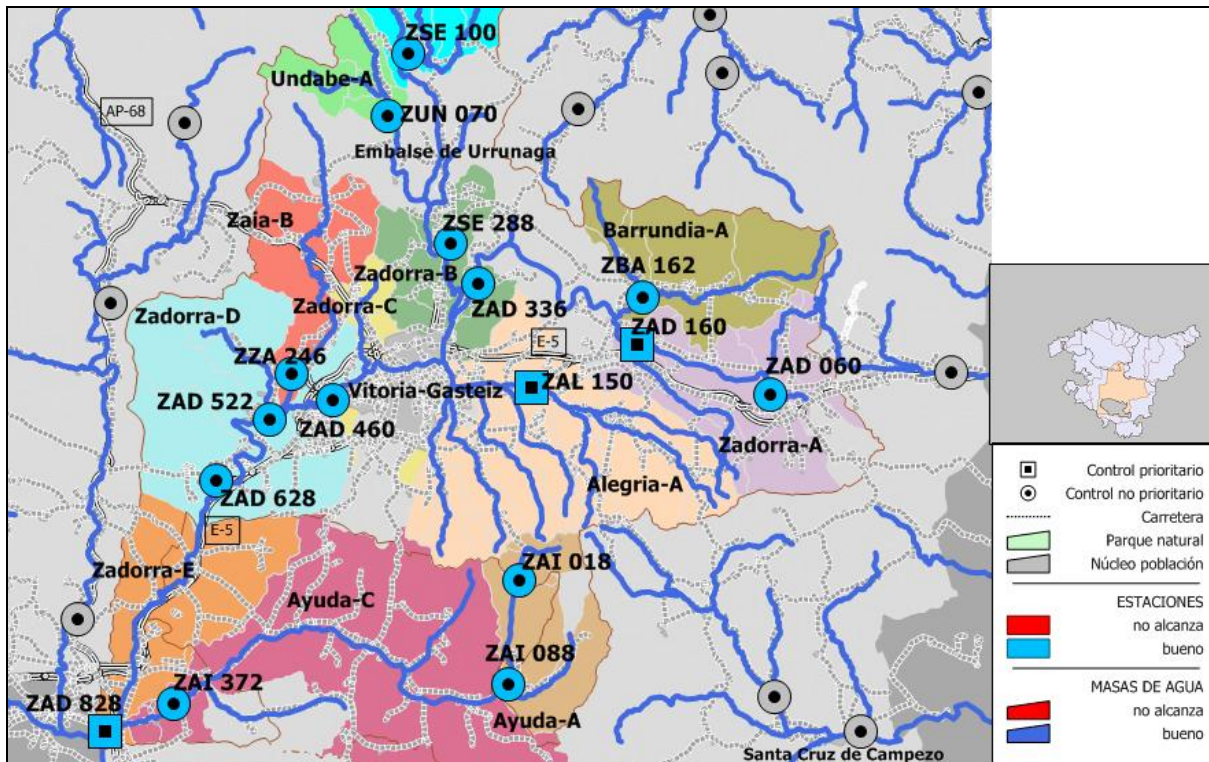 ZSE 100
Undabe-A
AP-68
ZUN 070
Embalse de Urrunaga
Zaia-B
ZSE 288
Barrundia-A
Zadorra-B
ZBA 162
Zadorra-C
ZAD 336
Zadorra-D
ZAD 160
E-5
ZZA 246
ZAD 060
Vitoria-Gasteiz
ZAL 150
ZAD 522
ZAD 460
Zadorra-A
Alegria-A
ZAD 628
E-5
Zadorra-E
ZAI 018
Ayuda-C
ZAI 088
ZAI 372
ZAD 828
Ayuda-A
Santa Cruz de Campezo
Control prioritario
Control no prioritario
Carretera
Parque natural
Núcleo población
ESTACIONES
no alcanza
bueno
MASAS DE AGUA
no alcanza
bueno